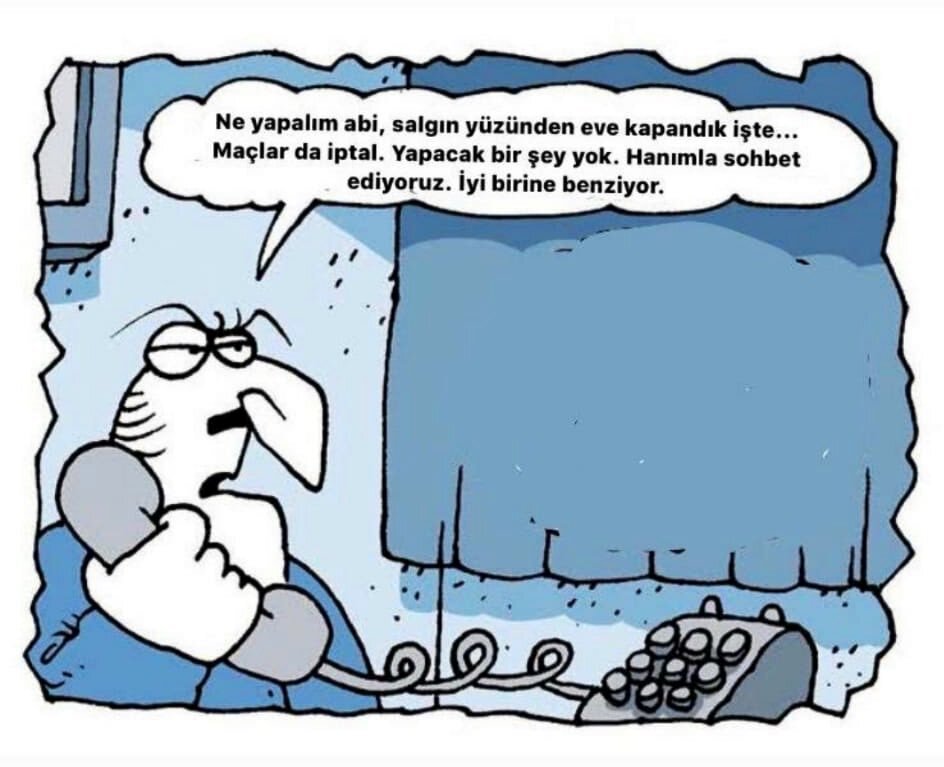 Ne yapalım abi, salgın yüzünden eve kapandık işte...
Maçlar da iptal. Yapacak bir şey yok. Hanımla sohbet
ediyoruz. İyi birine benziyor.